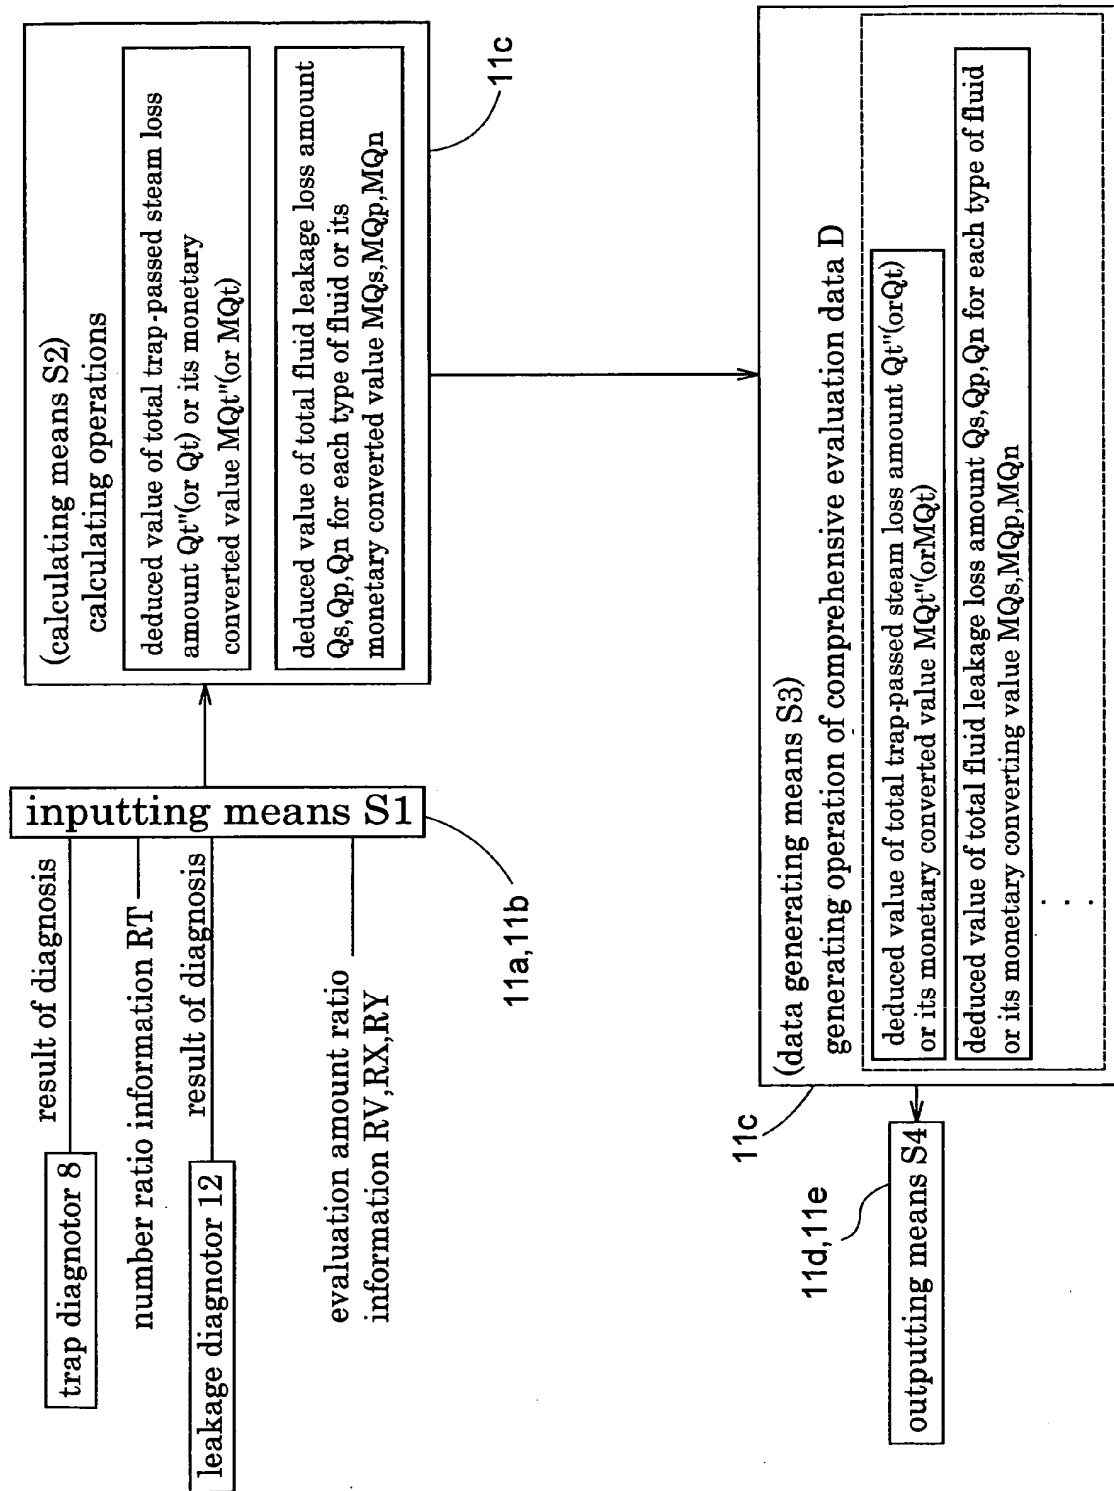 trap diagnotor 8
result of diagnosis
number ratio information RT
leakage diagnotor 12
result of diagnosis
evaluation amount ratio
information RV,RX,RY
inputting means S1
11a,11b
(calculating means S2)
calculating operations
deduced value of total trap-passed steam loss
amount Qt"(or Qt) or its monetary
converted value MQt"(or MQt)
deduced value of total fluid leakage loss amount
Qs,Qp,Qn for each type of fluid or its
monetary converted value MQs,MQp,MQn
11c
(data generating means S3)
generating operation of comprehensive evaluation data D
deduced value of total trap-passed steam loss amount Qt"(orQt)
or its monetary converted value MQt"(orMQt)
deduced value of total fluid leakage loss amount Qs,Qp,Qn for each type of fluid
or its monetary converting value MQs,MQp,MQn
. . .
11c
outputting means S4
11d,11e